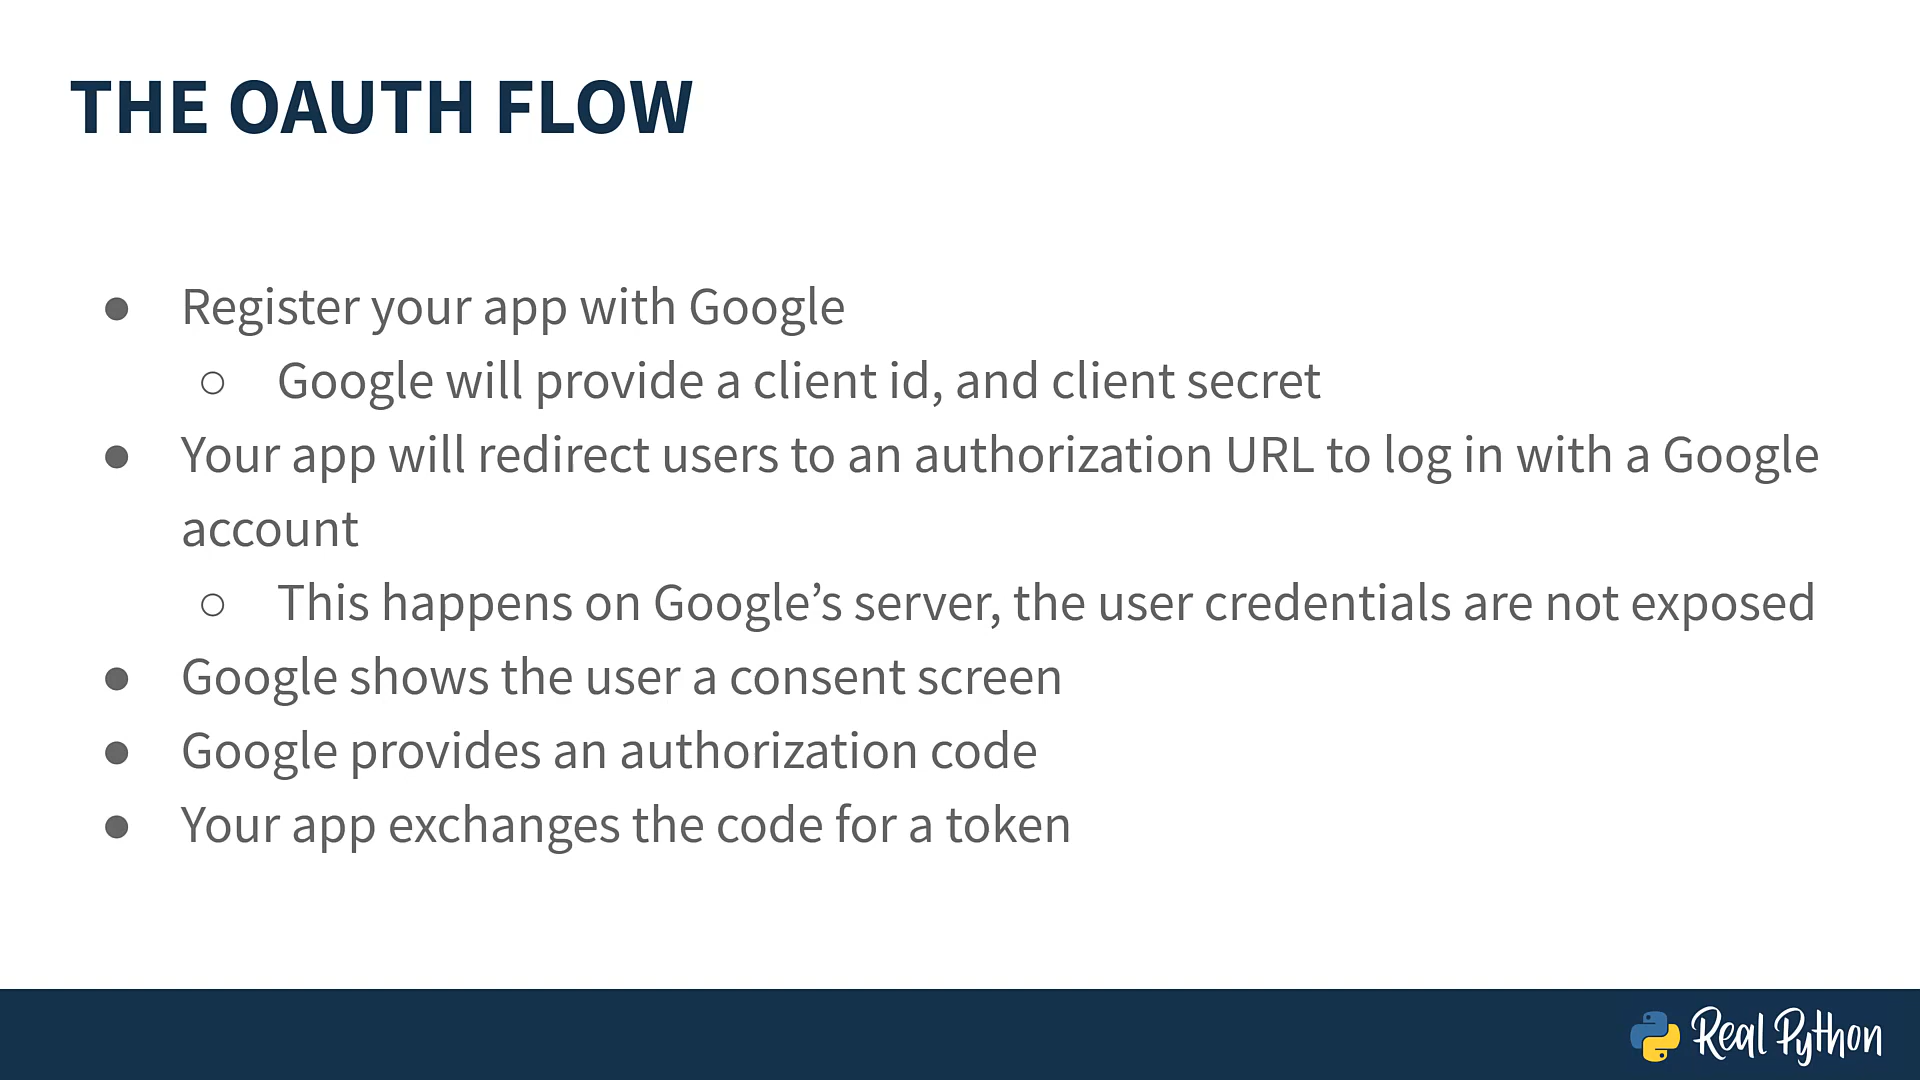 THE OAUTH FLOW
● Register your app with Google
○ Google will provide a client id, and client secret
● Your app will redirect users to an authorization URL to log in with a Google
account
○ This happens on Google’s server, the user credentials are not exposed
● Google shows the user a consent screen
● Google provides an authorization code
● Your app exchanges the code for a token
Real Python